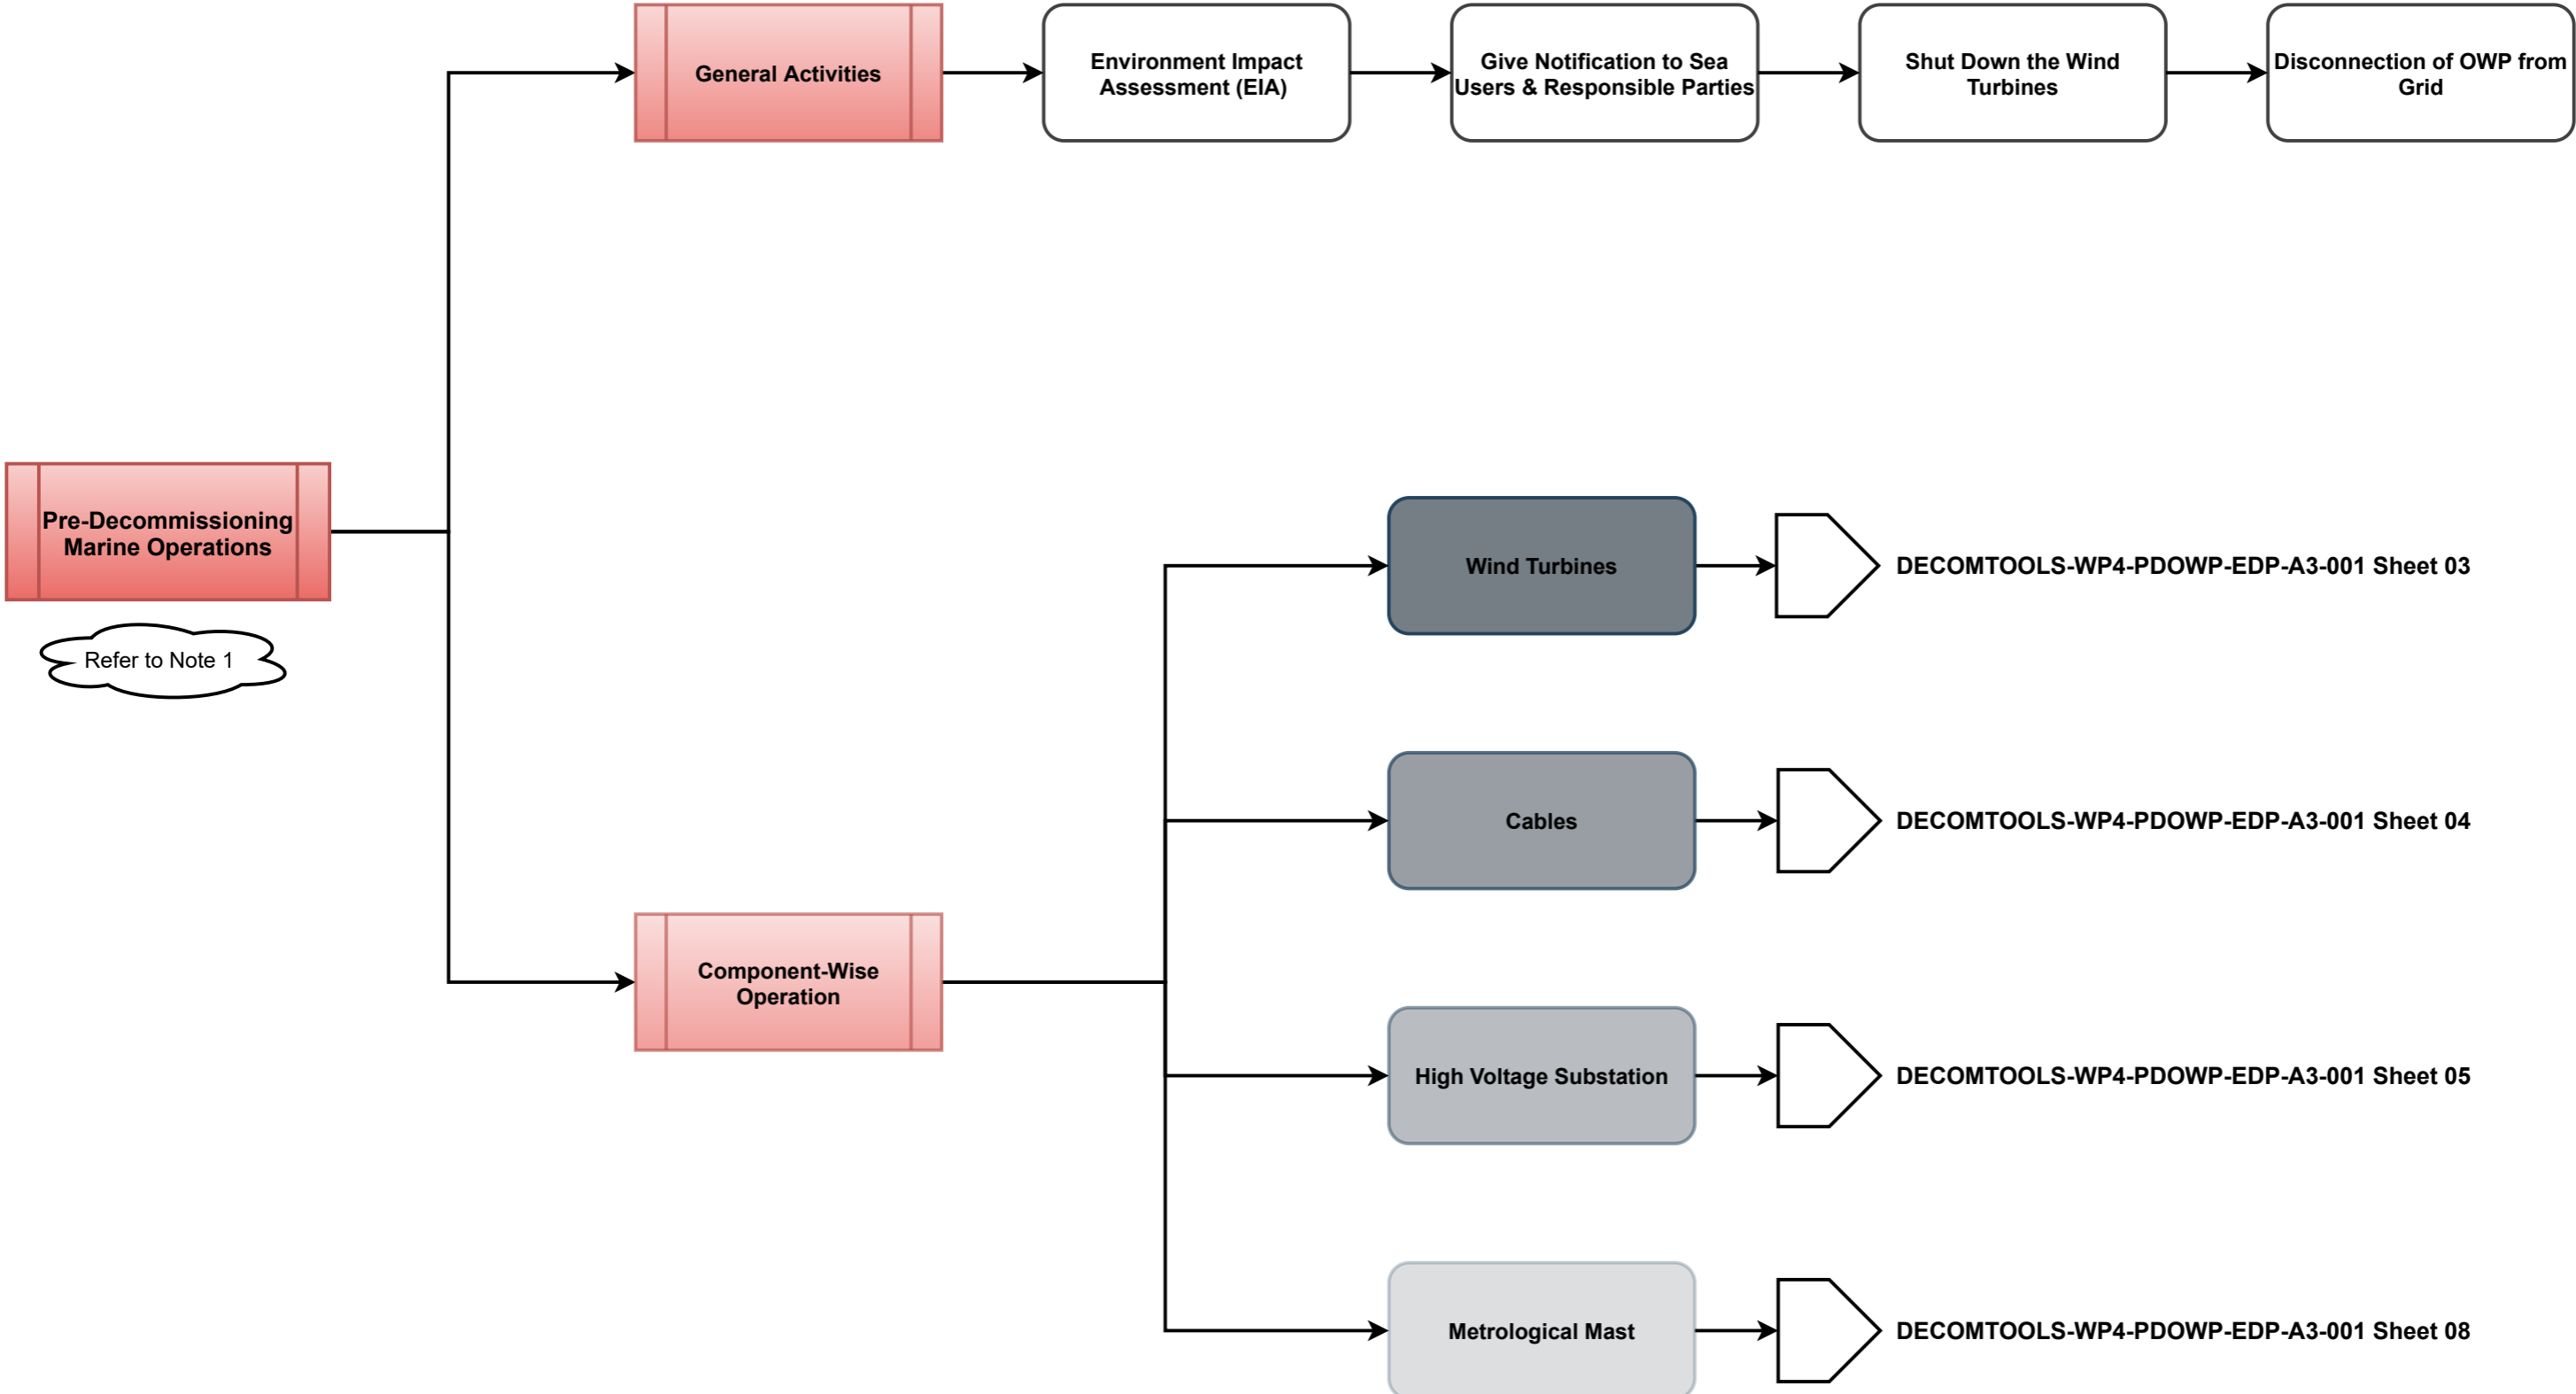 General Activities
Environment Impact
Assessment (EIA)
Give Notification to Sea
Users & Responsible Parties
Shut Down the Wind
Turbines
Disconnection of OWP from
Grid
Pre-Decommissioning
Marine Operations
Refer to Note 1
Wind Turbines
DECOMTOOLS-WP4-PDOWP-EDP-A3-001 Sheet 03
Cables
DECOMTOOLS-WP4-PDOWP-EDP-A3-001 Sheet 04
Component-Wise
Operation
High Voltage Substation
DECOMTOOLS-WP4-PDOWP-EDP-A3-001 Sheet 05
Metrological Mast
DECOMTOOLS-WP4-PDOWP-EDP-A3-001 Sheet 08